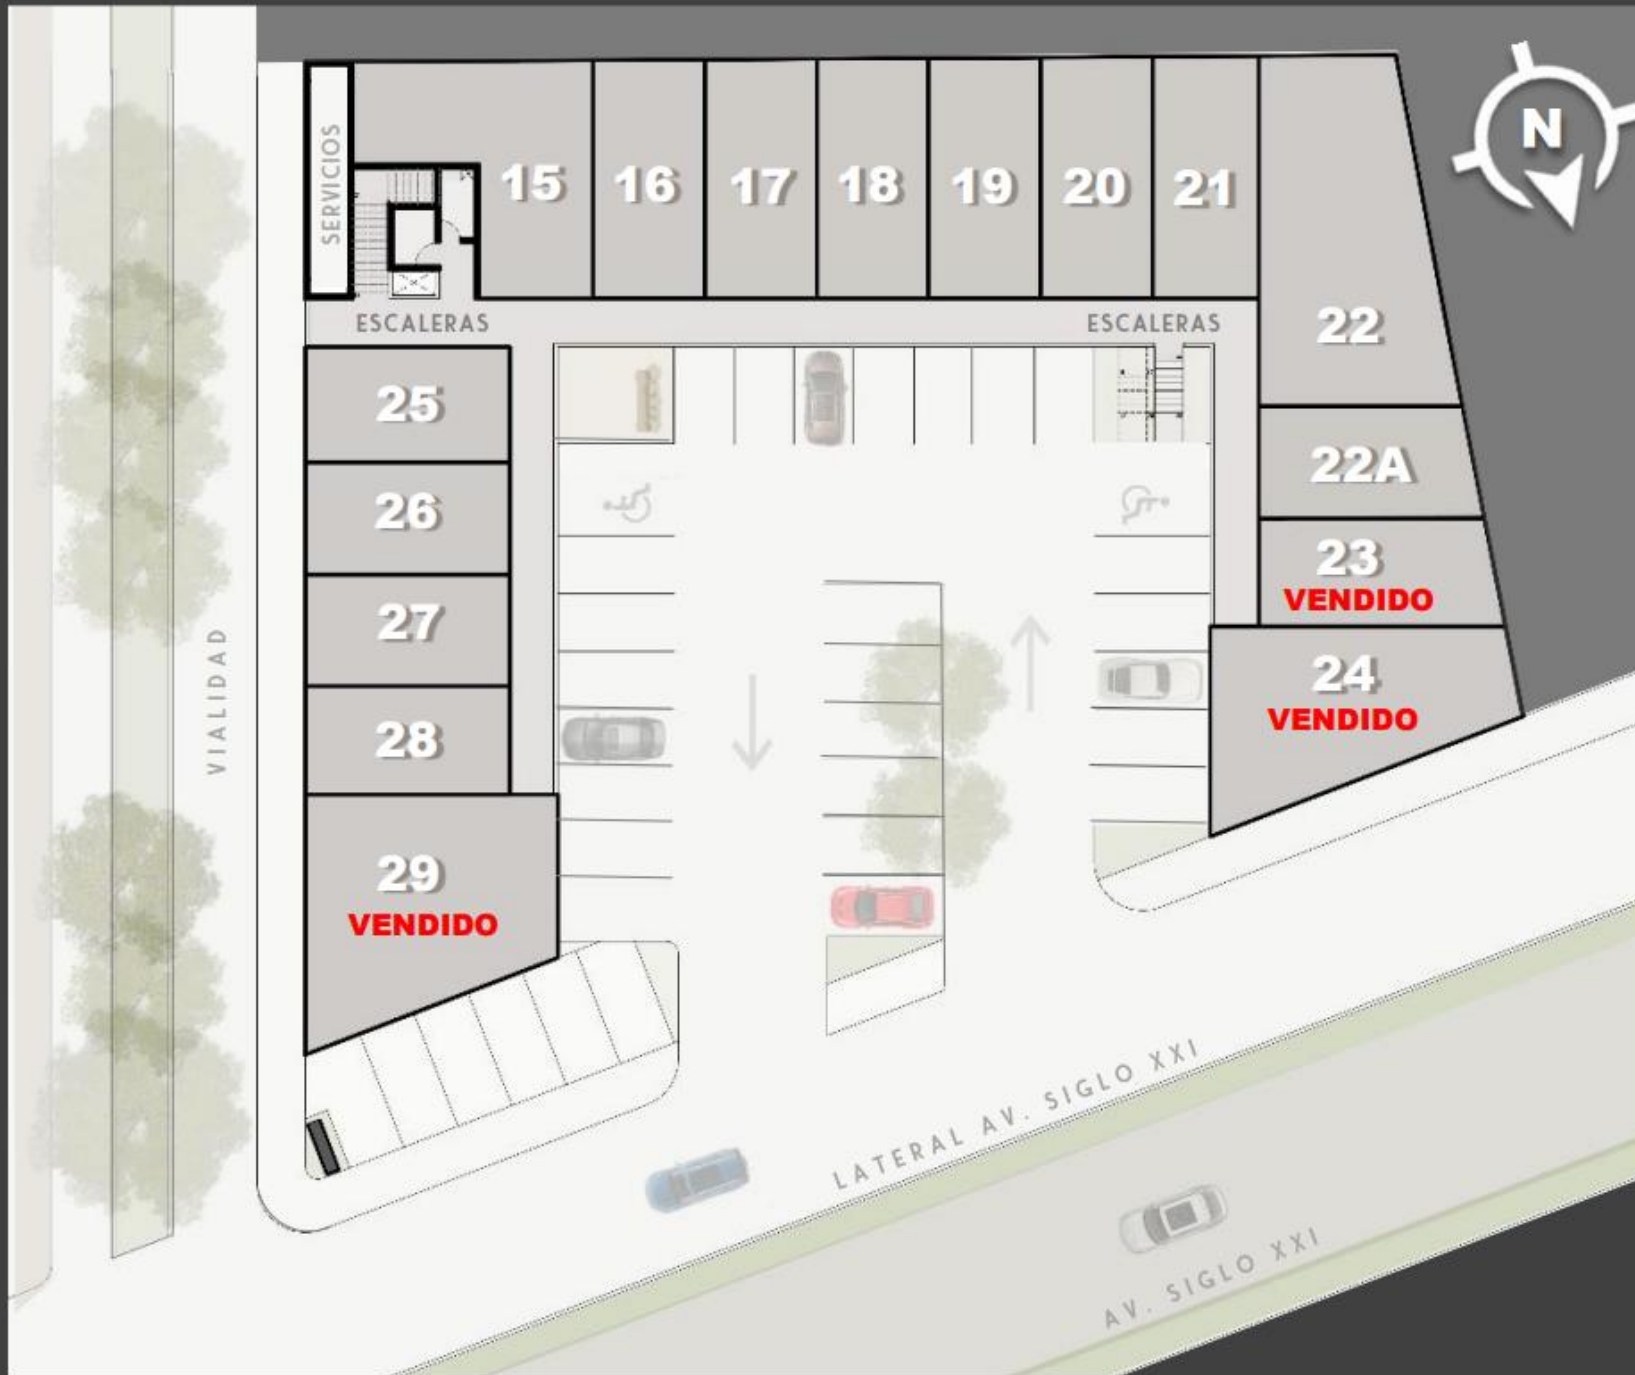 N
SERVICIOS
15
16
17
18
19
20
21
22
ESCALERAS
ESCALERAS
25
26
27
28
29
VENDIDO
22A
23
VENDIDO
24
VENDIDO
VIALIDAD
LATERAL AV. SIGLO XXI
AV. SIGLO XXI